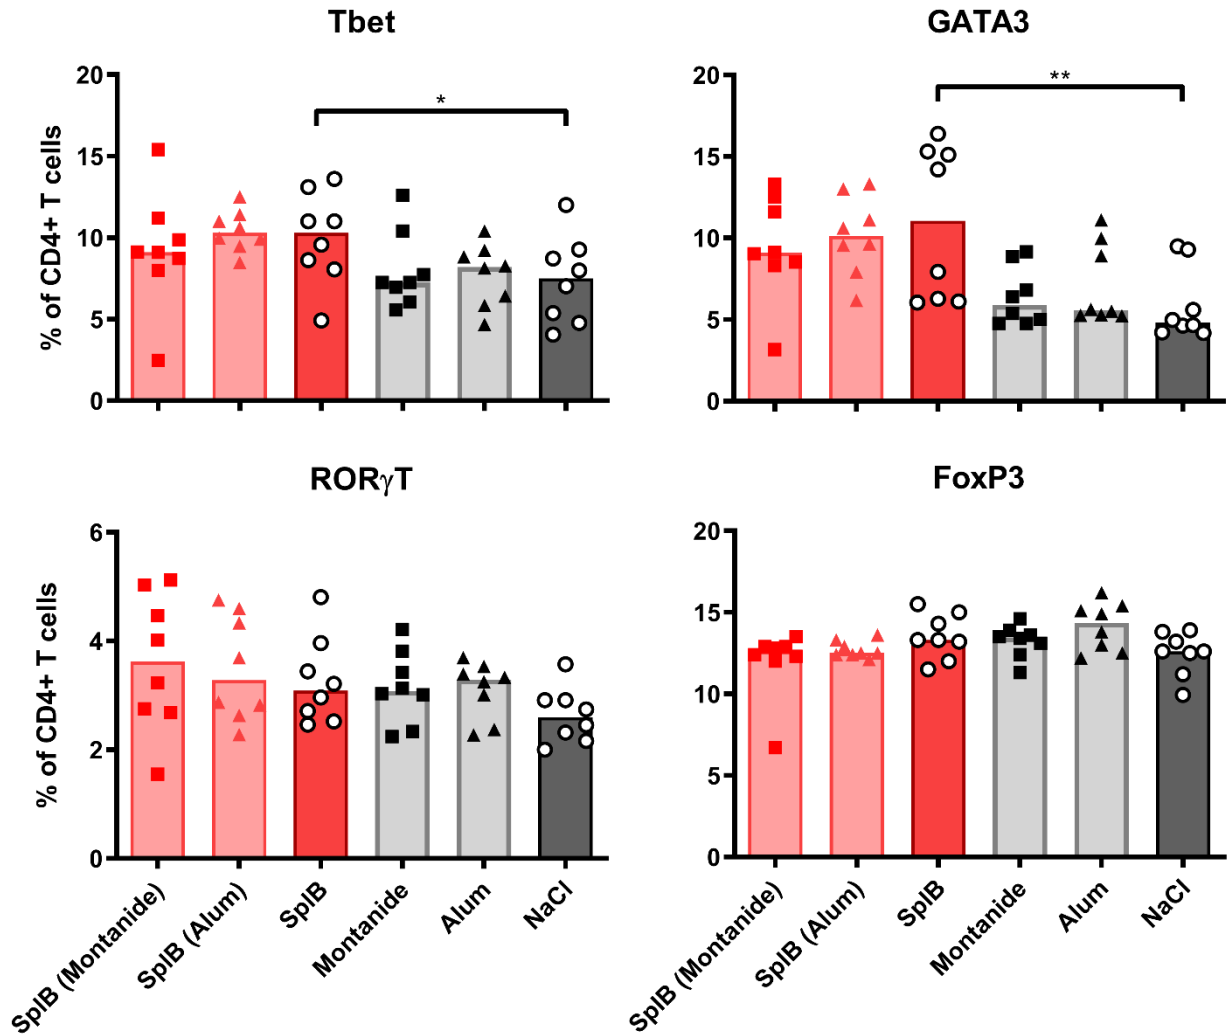 Tbet
% of CD4+ T cells
20
15
10
5
0
*
GATA3
20
15
10
5
0
**
RORγT
% of CD4+ T cells
6
4
2
0
SplB (Montanide)
SplB (Alum)
SplB
Montanide
Alum
NaCl
FoxP3
20
15
10
5
0
SplB (Montanide)
SplB (Alum)
SplB
Montanide
Alum
NaCl